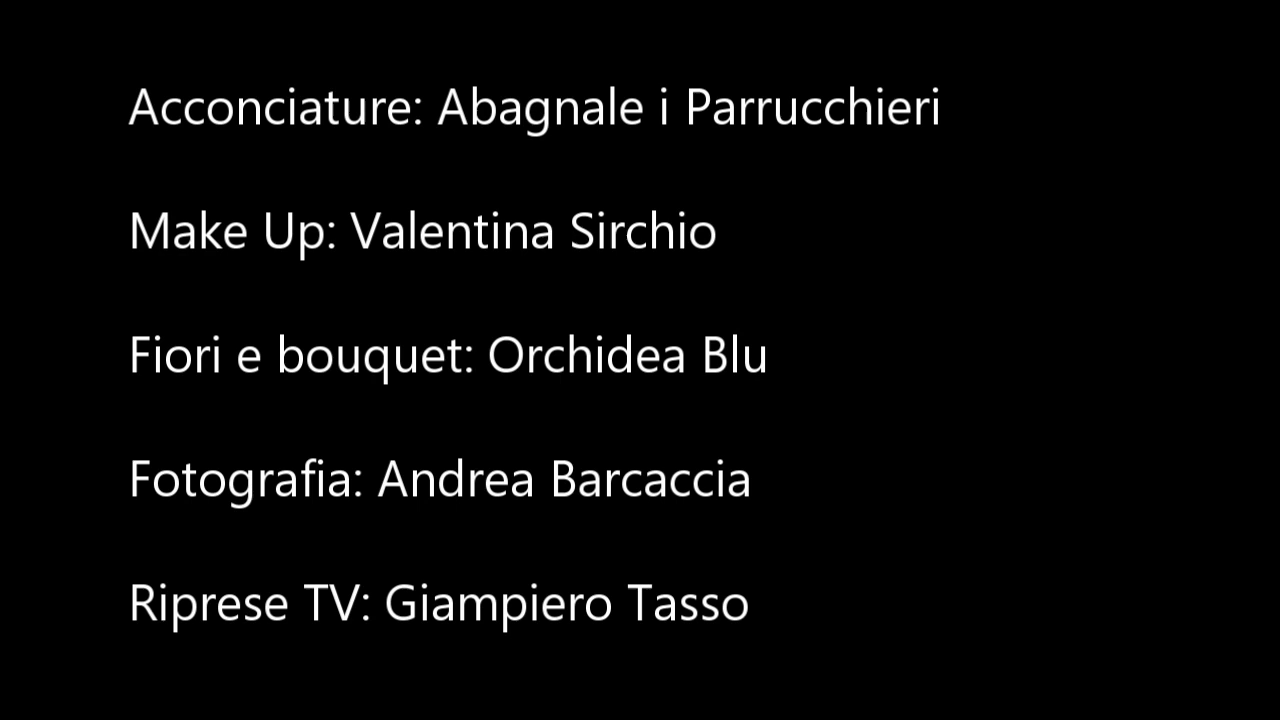 Acconciature: Abagnale i Parrucchieri
Make Up: Valentina Sirchio
Fiori e bouquet: Orchidea Blu
Fotografia: Andrea Barcaccia
Riprese TV: Giampiero Tasso